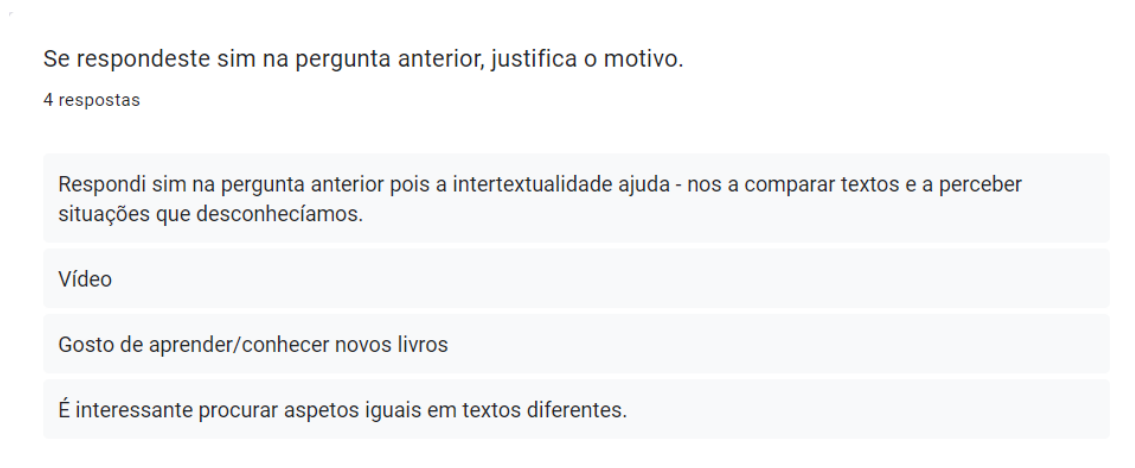 Se respondeste sim na pergunta anterior, justifica o motivo.
4 respostas
Respondi sim na pergunta anterior pois a intertextualidade ajuda - nos a comparar textos e a perceber
situações que desconhecíamos.
Vídeo
Gosto de aprender/conhecer novos livros
É interessante procurar aspetos iguais em textos diferentes.